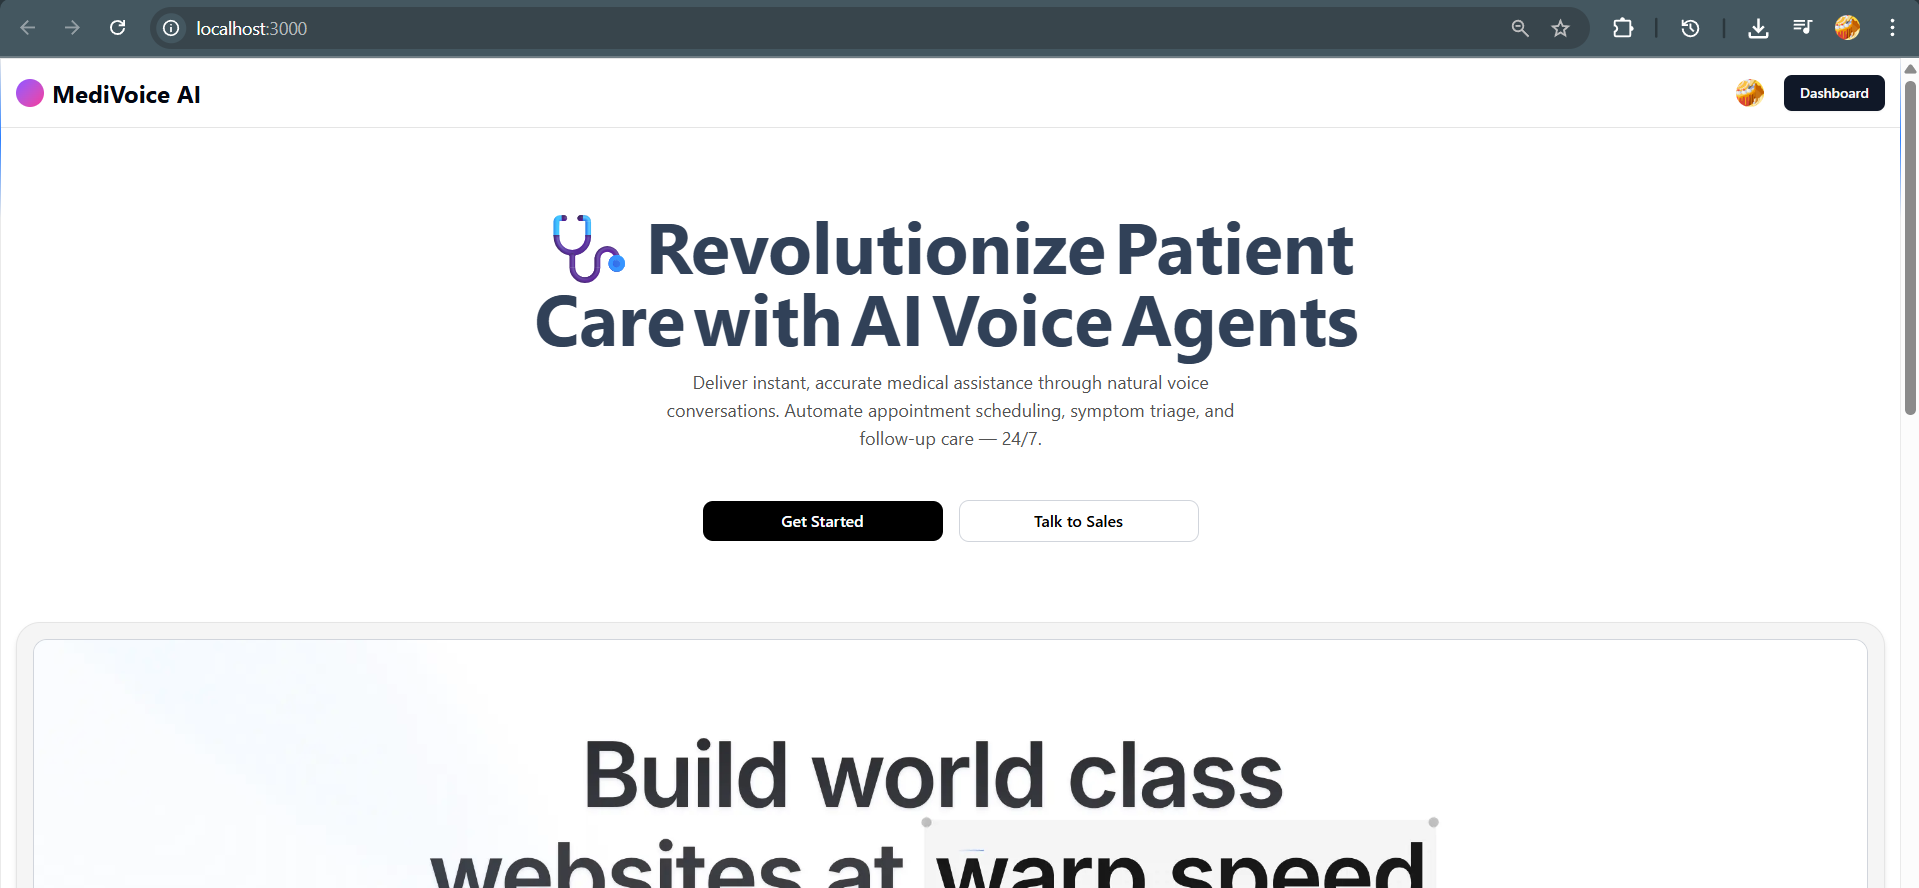 localhost:3000
MediVoice AI
Dashboard
Revolutionize Patient
Care with AI Voice Agents
Deliver instant, accurate medical assistance through natural voice
conversations. Automate appointment scheduling, symptom triage, and
follow-up care — 24/7.
Get Started
Talk to Sales
Build world class
websites at warp speed